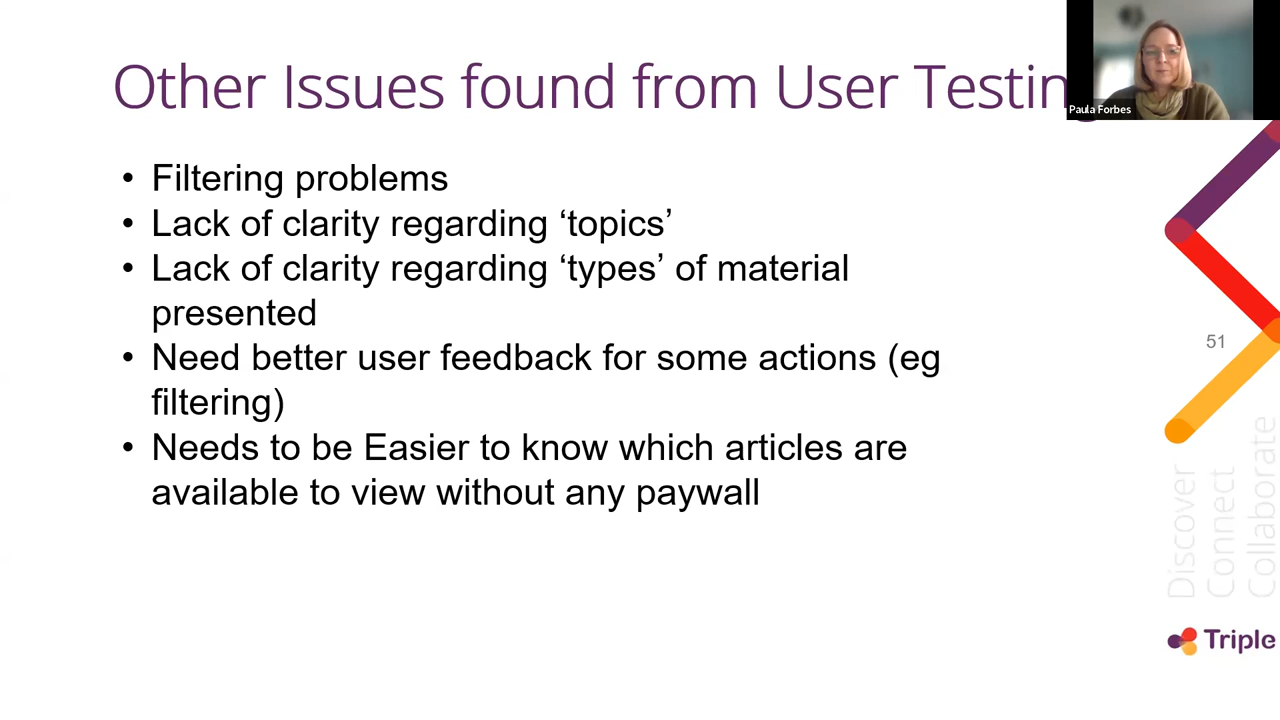 Other Issues found from User Testing
Paula Forbes
• Filtering problems
• Lack of clarity regarding ‘topics’
• Lack of clarity regarding ‘types’ of material
presented
• Need better user feedback for some actions (eg
filtering)
• Needs to be Easier to know which articles are
available to view without any paywall
51
Discover
Connect
Collaborate
Triple